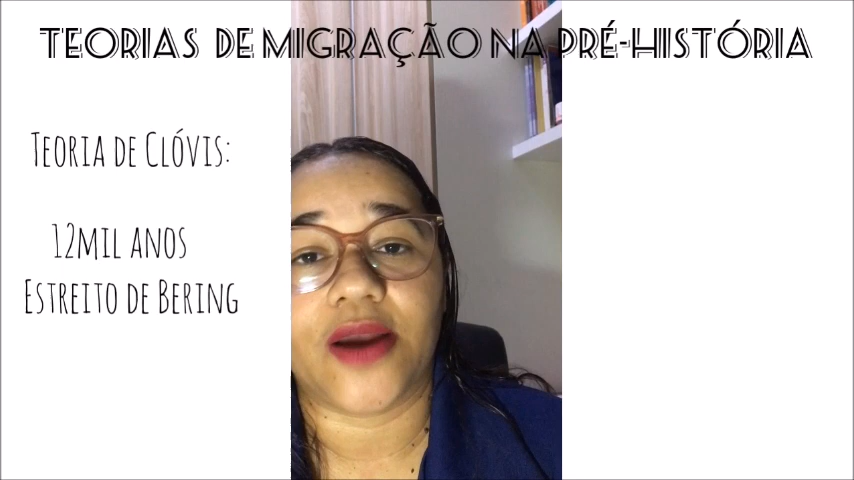 TEORIAS DE MIGRAÇÃO NA PRÉ-HISTÓRIA
TEORIA DE CLÓVIS:
12MIL ANOS
ESTREITO DE BERING